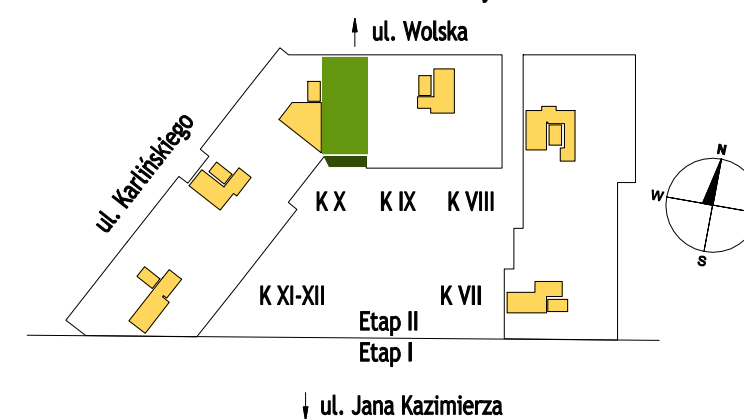 ul. Wolska
ul. Karlińskiego
N
W
S
K X K IX K VIII
K XI-XII K VII
Etap II
Etap I
ul. Jana Kazimierza